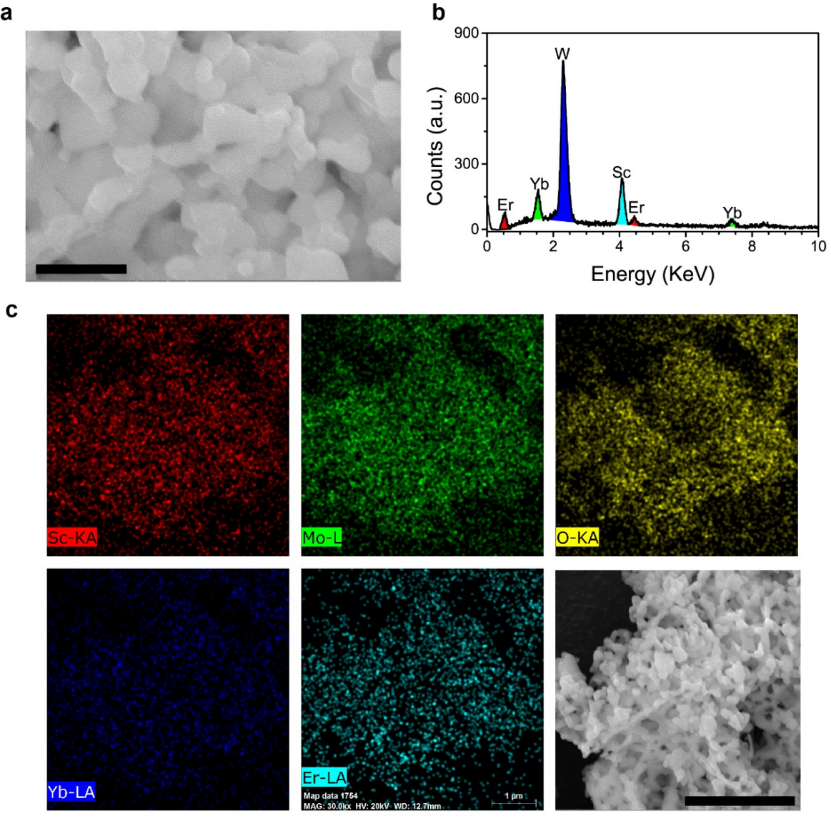 a
b
900
600
300
0
Counts (a.u.)
W
Yb
Er
Sc
Er
Yb
0 2 4 6 8 10
Energy (KeV)
c
Sc-KA
Mo-L
O-KA
Yb-LA
Er-LA
Map data 1754
MAG: 30.0kx HV: 20kV WD: 12.7mm
1 µm